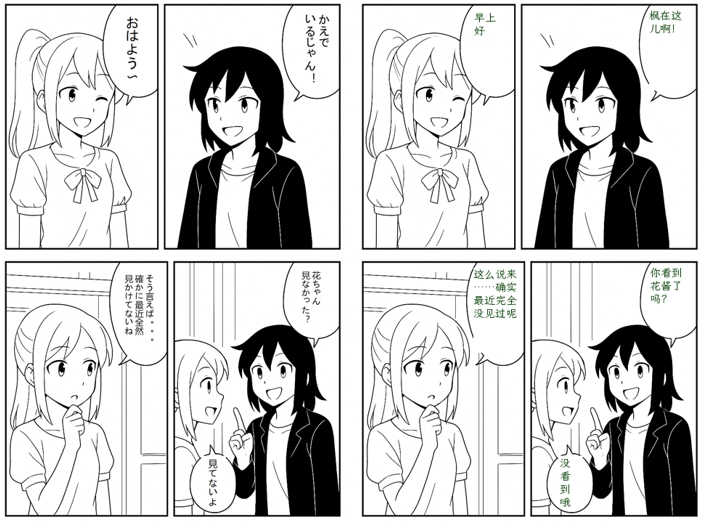 かえで
いるじゃん！
おはよう~
花ちゃん
見なかった？
見てないよ
そう言えば・・・
確かに最近全然
見かけてないね
枫在这
儿啊!
早上
好
你看到
花酱了
吗?
没看到哦
这么说来
……确实
最近完全
没见过呢